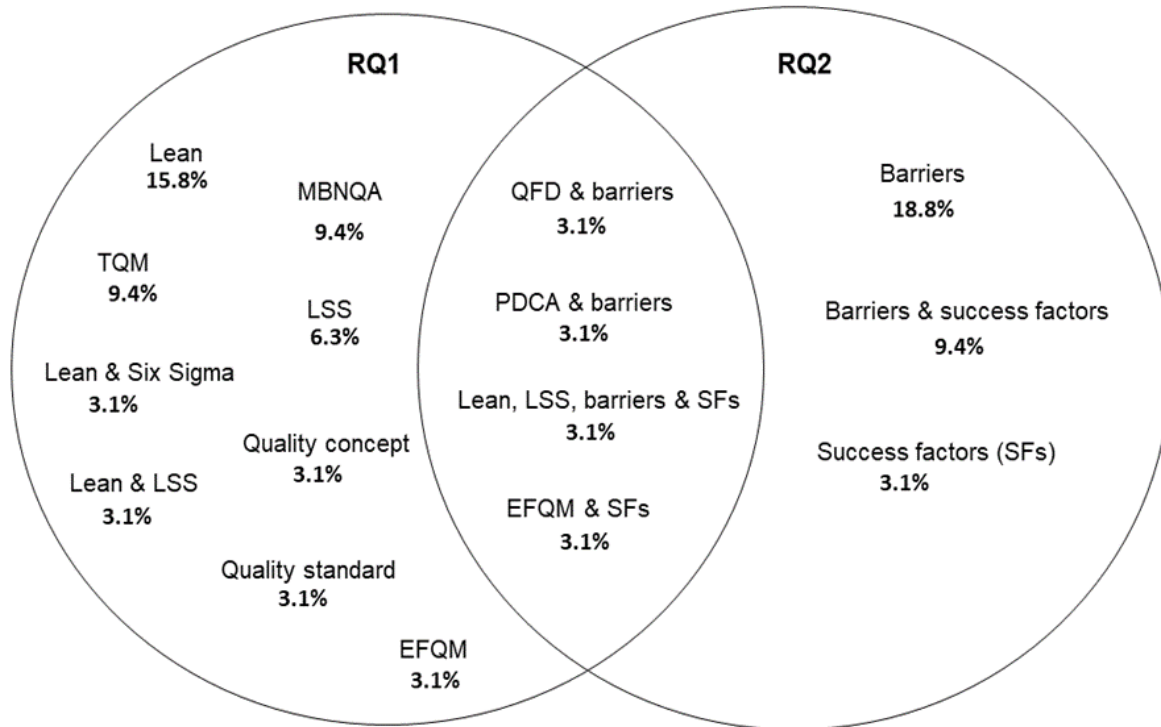 RQ1
Lean
15.8%
MBNQA
9.4%
TQM
9.4%
LSS
6.3%
Lean & Six Sigma
3.1%
Quality concept
3.1%
Lean & LSS
3.1%
Quality standard
3.1%
EFQM
3.1%
QFD & barriers
3.1%
PDCA & barriers
3.1%
Lean, LSS, barriers & SFs
3.1%
EFQM & SFs
3.1%
RQ2
Barriers
18.8%
Barriers & success factors
9.4%
Success factors (SFs)
3.1%